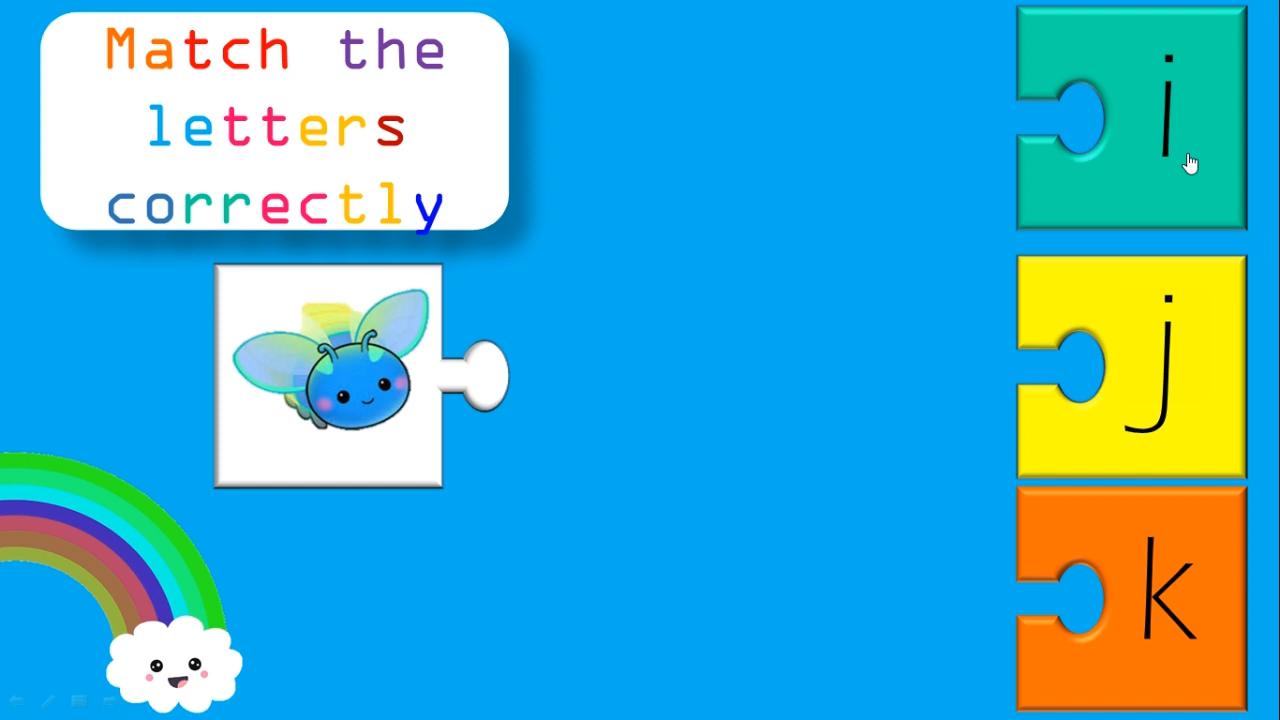 Match the
letters
correctly
i
j
k